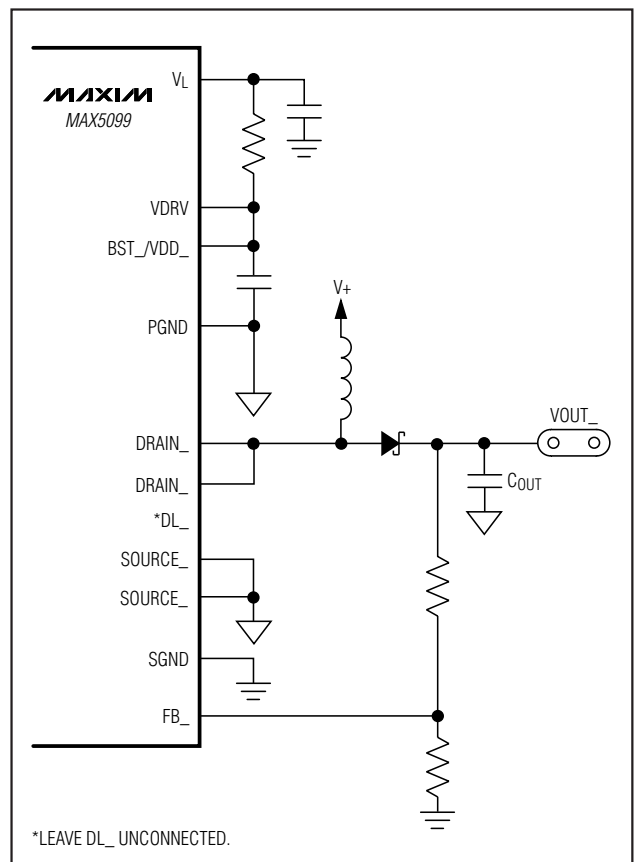 VL
MAXIM
MAX5099
VDRV
BST_/VDD_
PGND
V+
VOUT_
DRAIN_
DRAIN_
COUT
*DL_
SOURCE_
SOURCE_
SGND
FB_
*LEAVE DL_ UNCONNECTED.